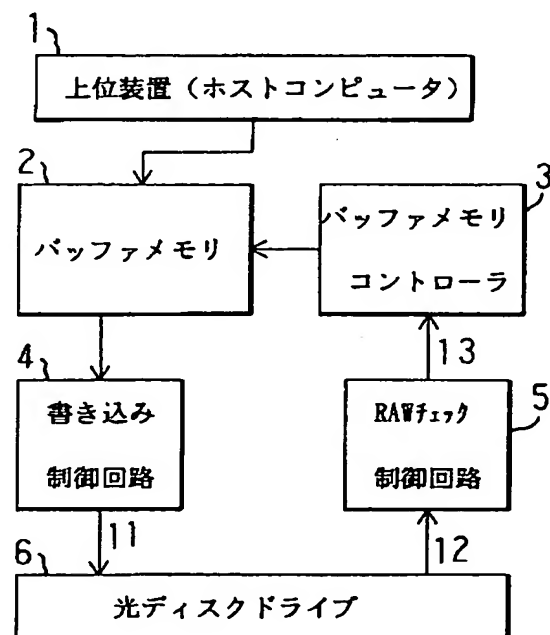 1
上位装置（ホストコンピュータ）
2
バッファメモリ
3
バッファメモリ
コントローラ
4
書き込み
制御回路
13
RAWチェック
制御回路
5
11
12
6
光ディスクドライブ